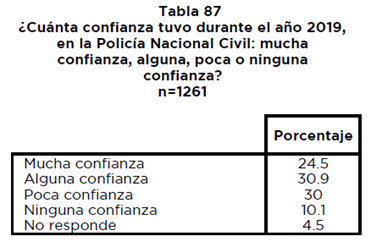 Tabla 87
¿Cuánta confianza tuvo durante el año 2019,
en la Policía Nacional Civil: mucha
confianza, alguna, poca o ninguna
confianza?
n=1261
Porcentaje
Mucha confianza 24.5
Alguna confianza 30.9
Poca confianza 30
Ninguna confianza 10.1
No responde 4.5